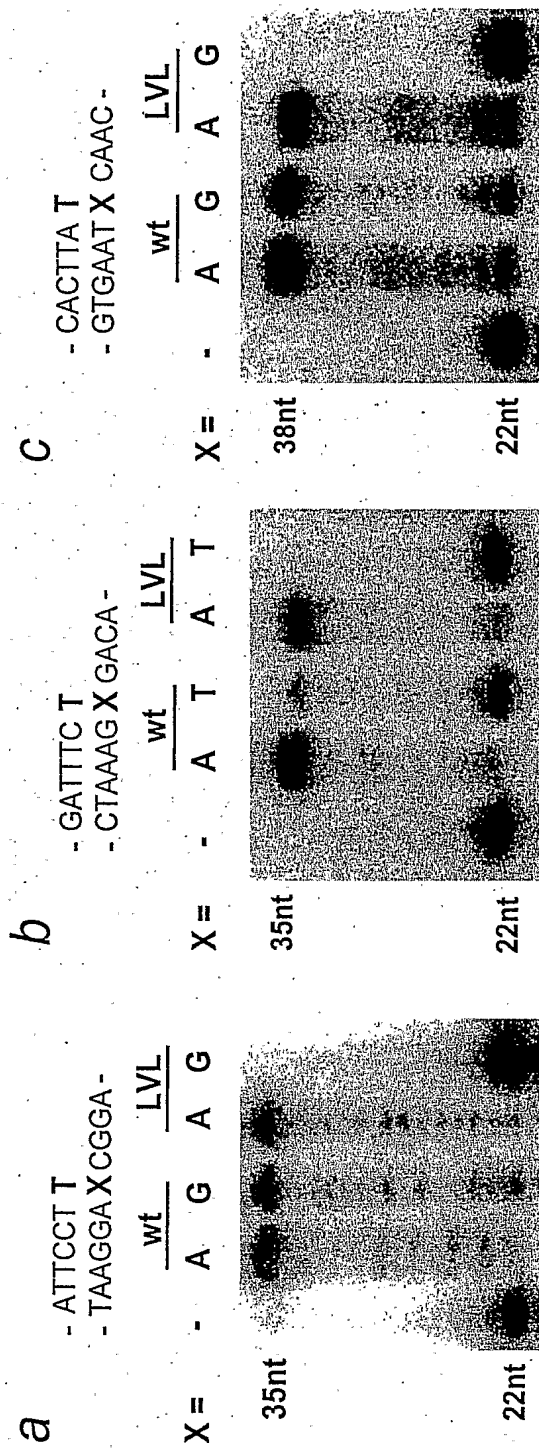 a
- ATTCCT T
- TAAGGA X CGGA -
wt LVL
X = - A G A G
35nt
22nt
b
- GATTTC T
- CTAAAG X GACA -
wt LVL
X = - A T A T
35nt
22nt
c
- CACTTA T
- GTGAAT X CAAC -
wt LVL
X = - A G A G
38nt
22nt